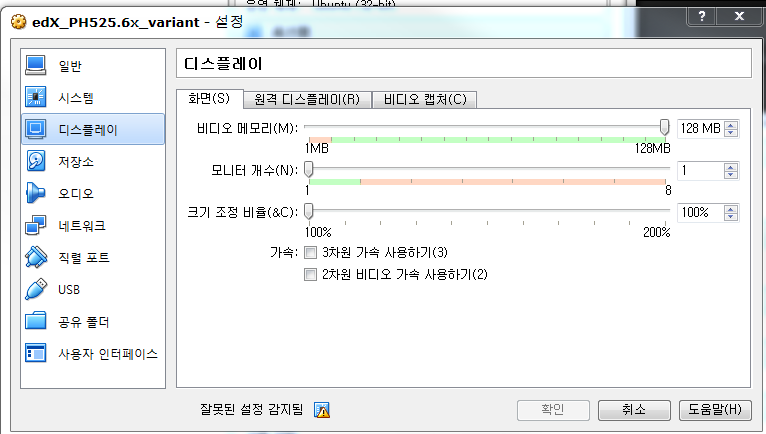 Ubuntu (32-bit)
edX_PH525.6x_variant - 설정
일반
시스템
디스플레이
저장소
오디오
네트워크
직렬 포트
USB
공유 폴더
사용자 인터페이스
디스플레이
화면(S) 원격 디스플레이(R) 비디오 캡처(C)
비디오 메모리(M): 128 MB
1MB 128MB
모니터 개수(N): 1
1 8
크기 조정 비율(&C): 100%
100% 200%
가속: 3차원 가속 사용하기(3)
2차원 비디오 가속 사용하기(2)
잘못된 설정 감지됨 확인 취소 도움말(H)